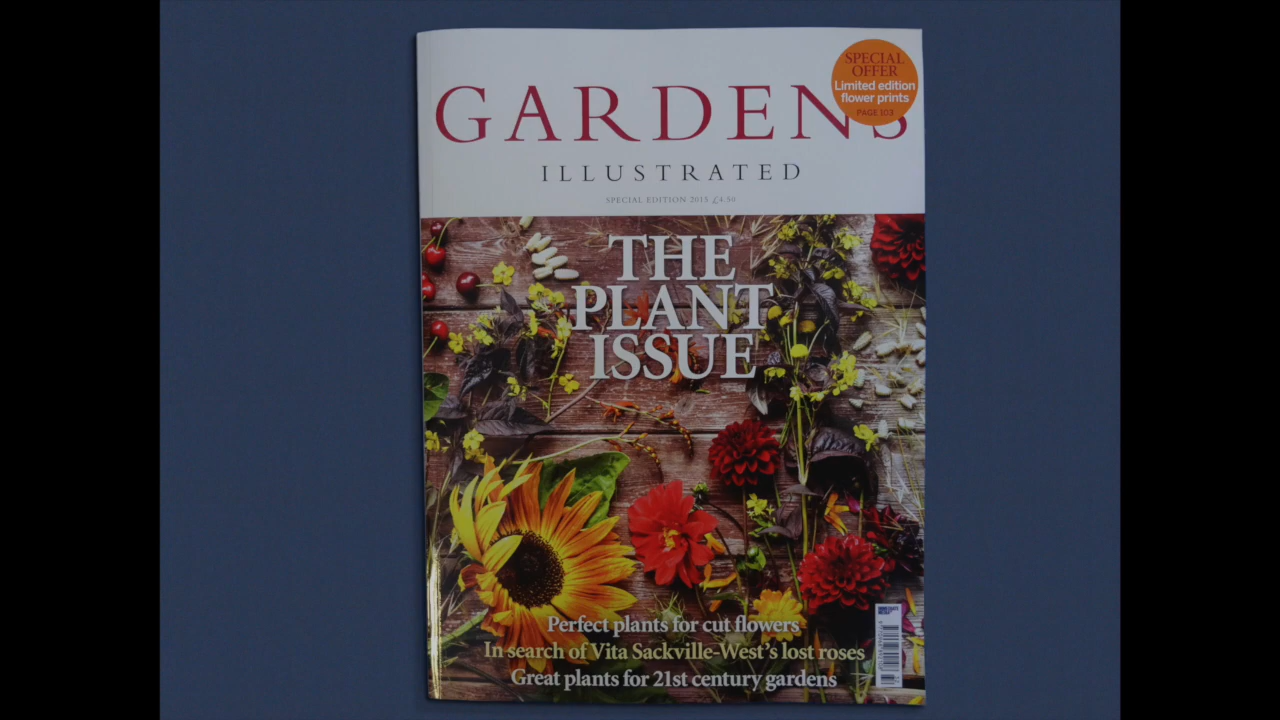 SPECIAL
OFFER
Limited edition
flower prints
PAGE 103
GARDENS
ILLUSTRATED
SPECIAL EDITION 2015 £4.50
THE
PLANT
ISSUE
Perfect plants for cut flowers
In search of Vita Sackville-West's lost roses
Great plants for 21st century gardens